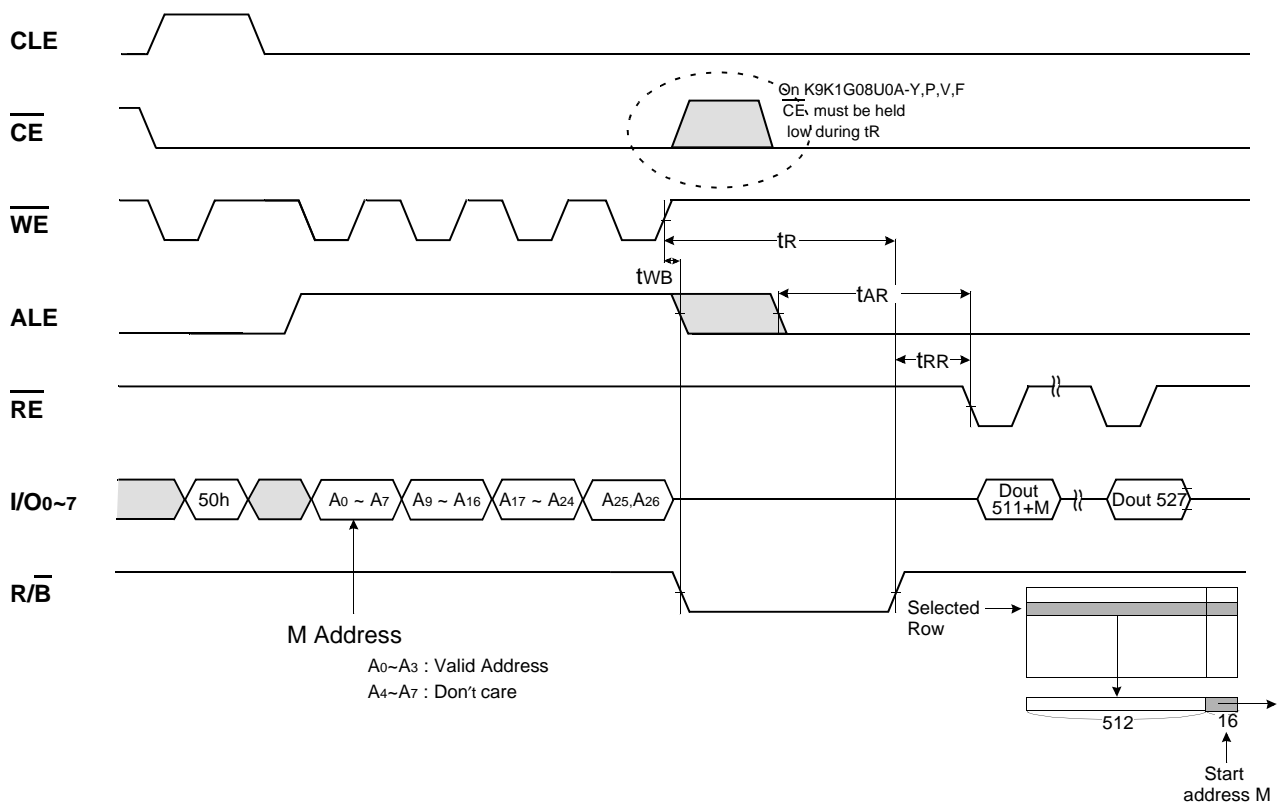 CLE
On K9K1G08U0A-Y,P,V,F
CE must be held
low during tR
CE
WE
tR
tWB
tAR
ALE
tRR
RE
I/O0~7
50h
A0 ~ A7
A9 ~ A16
A17 ~ A24
A25,A26
Dout
511+M
Dout 527
R/B
Selected
Row
M Address
A0~A3 : Valid Address
A4~A7 : Don't care
512
16
Start
address M